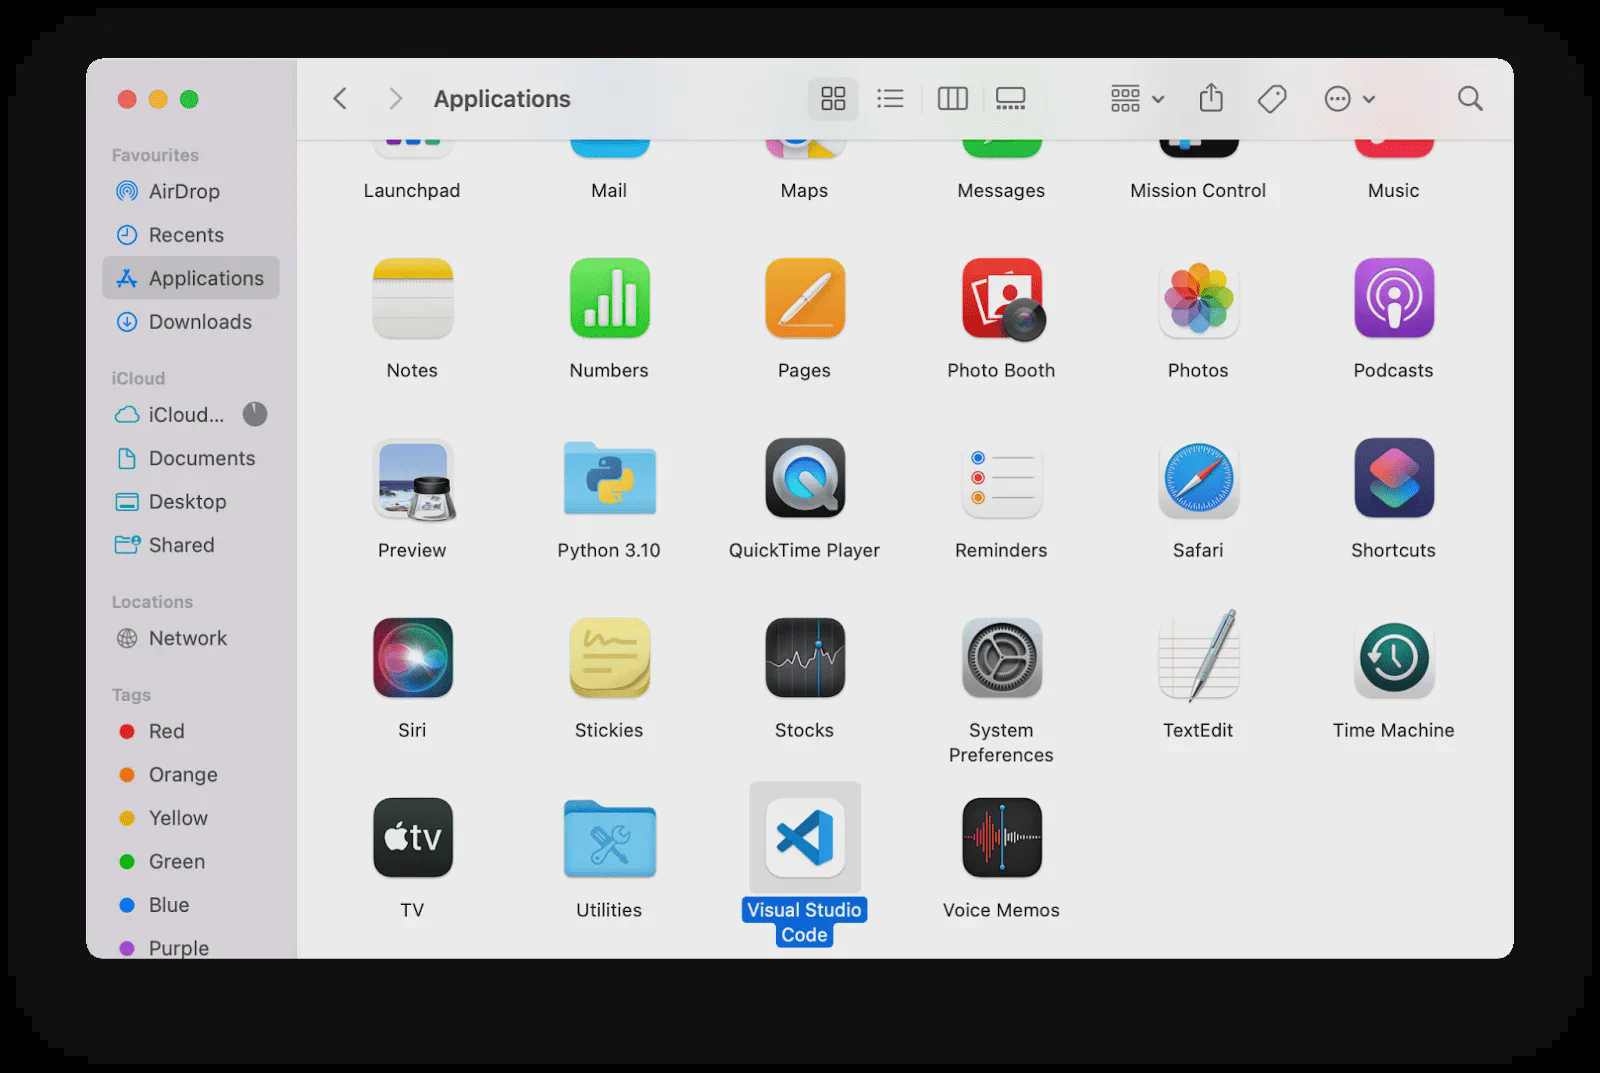 Applications
Favourites
AirDrop
Recents
Applications
Downloads
iCloud
iCloud...
Documents
Desktop
Shared
Locations
Network
Tags
Red
Orange
Yellow
Green
Blue
Purple
Launchpad
Mail
Maps
Messages
Mission Control
Music
Notes
Numbers
Pages
Photo Booth
Photos
Podcasts
Preview
Python 3.10
QuickTime Player
Reminders
Safari
Shortcuts
Siri
Stickies
Stocks
System
Preferences
TextEdit
Time Machine
tv
TV
Utilities
Visual Studio
Code
Voice Memos